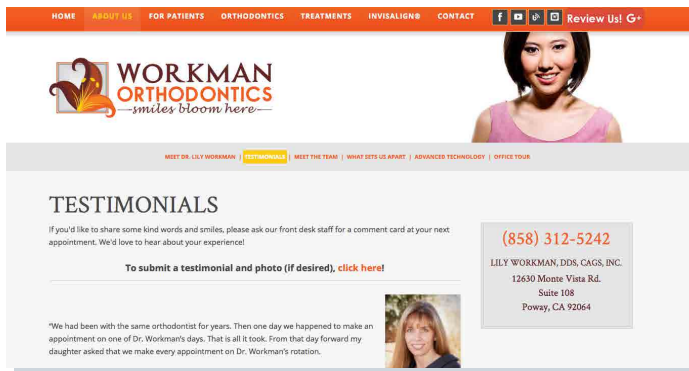 HOME ABOUT US FOR PATIENTS ORTHODONTICS TREATMENTS INVISALIGN® CONTACT Review Us! G+
WORKMAN
ORTHODONTICS
smiles bloom here
MEET DR. LILY WORKMAN | TESTIMONIALS | MEET THE TEAM | WHAT SETS US APART | ADVANCED TECHNOLOGY | OFFICE TOUR
TESTIMONIALS
If you'd like to share some kind words and smiles, please ask our front desk staff for a comment card at your next
appointment. We'd love to hear about your experience!
To submit a testimonial and photo (if desired), click here!
"We had been with the same orthodontist for years. Then one day we happened to make an
appointment on one of Dr. Workman's days. That is all it took. From that day forward my
daughter asked that we make every appointment on Dr. Workman's rotation.
(858) 312-5242
LILY WORKMAN, DDS, CAGS, INC.
12630 Monte Vista Rd.
Suite 108
Poway, CA 92064